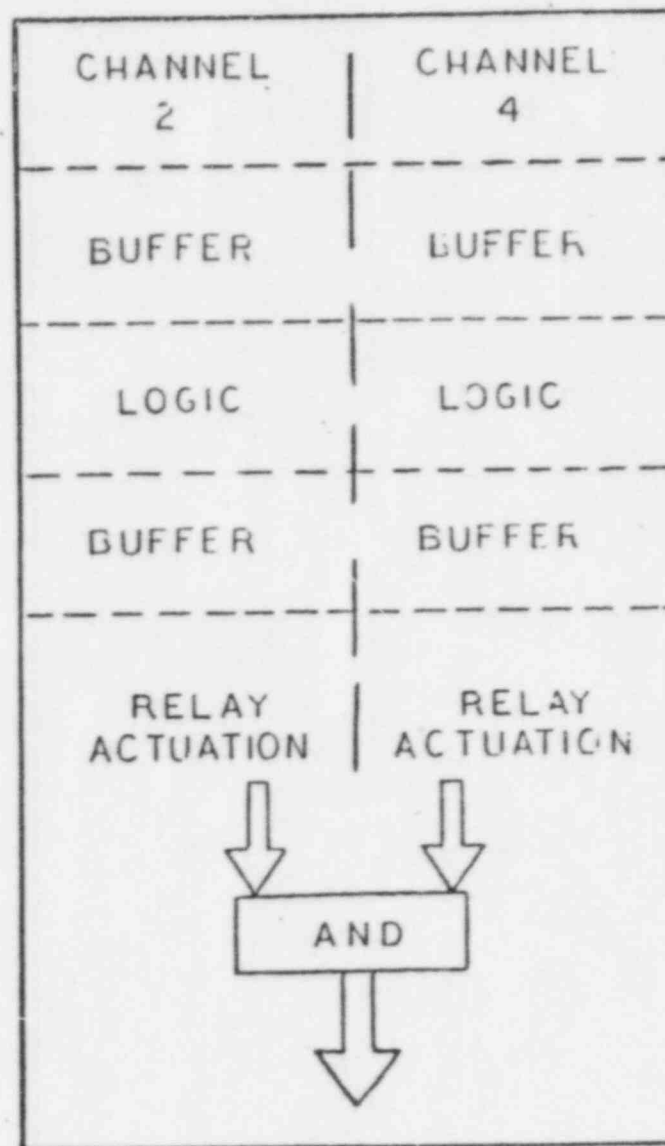 CHANNEL
2
CHANNEL
4
BUFFER
BUFFER
LOGIC
LOGIC
BUFFER
BUFFER
RELAY
ACTUATION
RELAY
ACTUATION
AND